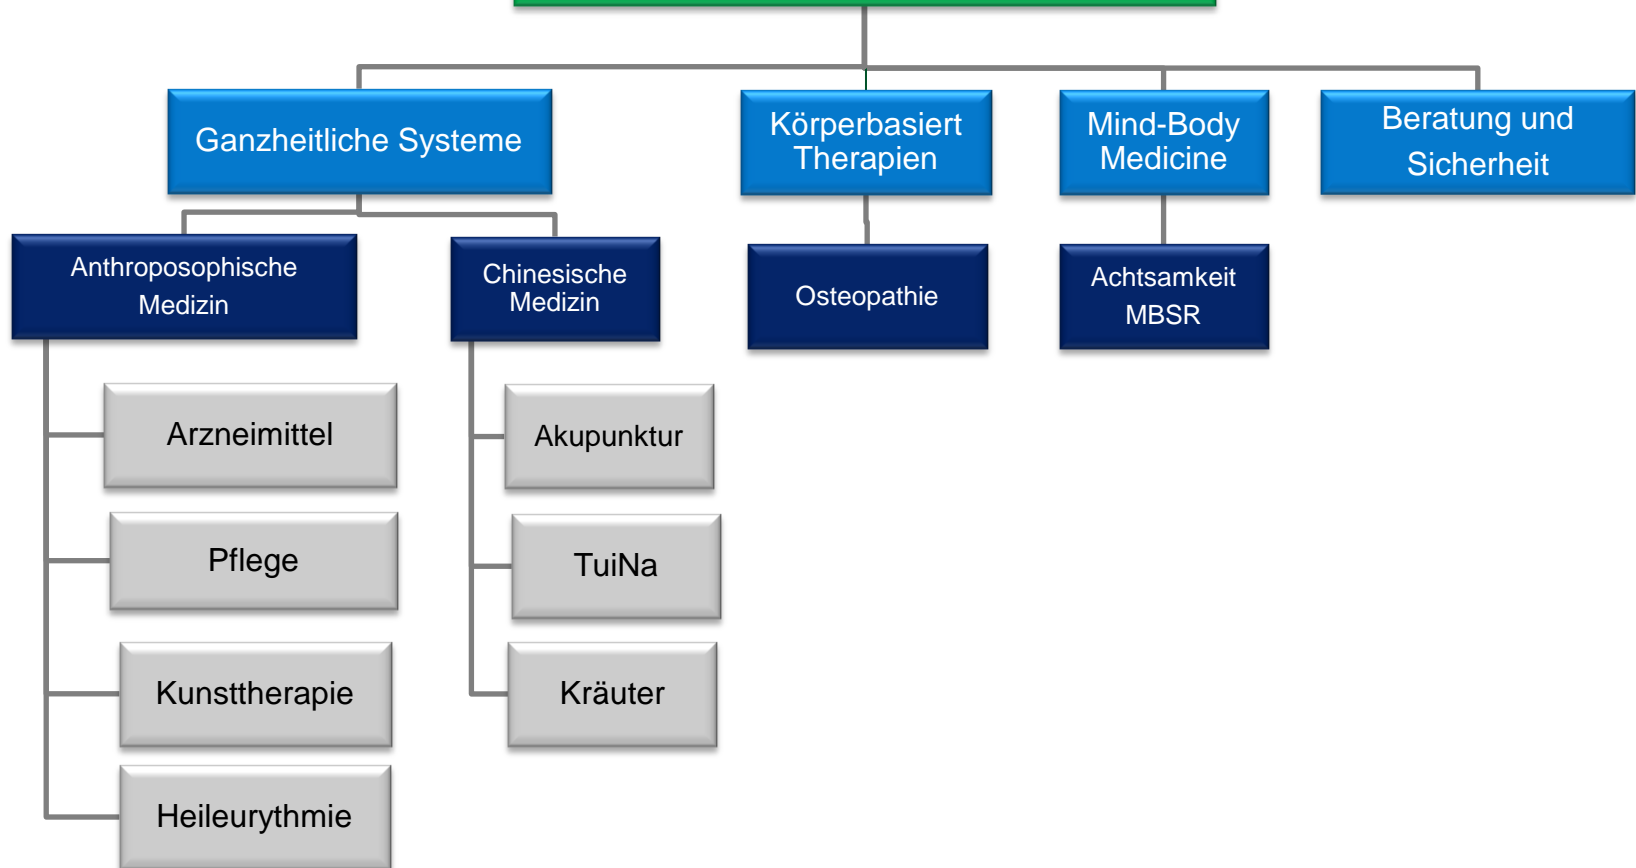 Ganzheitliche Systeme
Körperbasiert
Therapien
Mind-Body
Medicine
Beratung und
Sicherheit
Anthroposophische
Medizin
Chinesische
Medizin
Osteopathie
Achtsamkeit
MBSR
Arzneimittel
Akupunktur
Pflege
TuiNa
Kunsttherapie
Kräuter
Heileurythmie